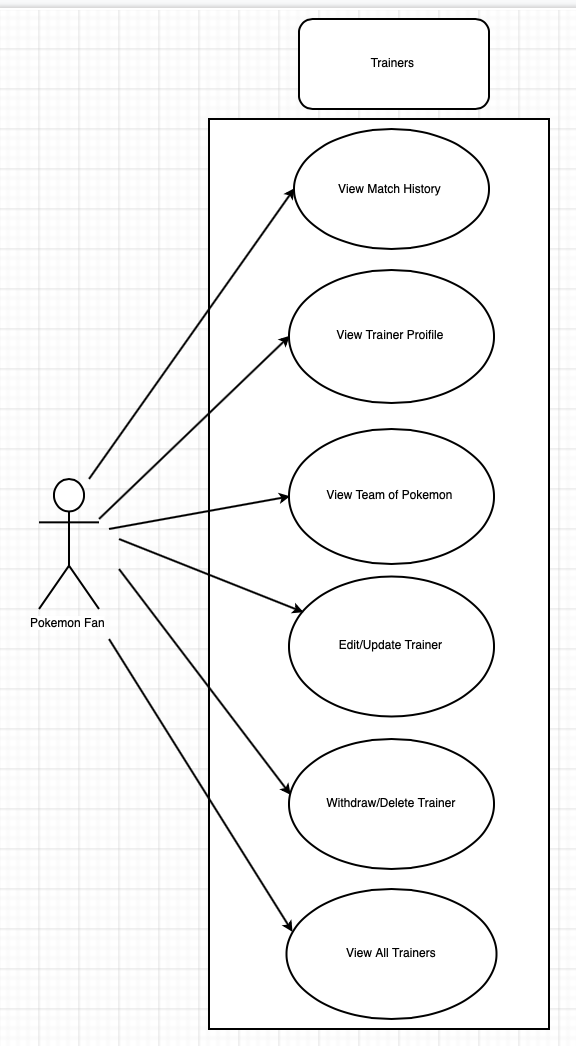 Trainers
View Match History
View Trainer Proifile
View Team of Pokemon
Edit/Update Trainer
Pokemon Fan
Withdraw/Delete Trainer
View All Trainers